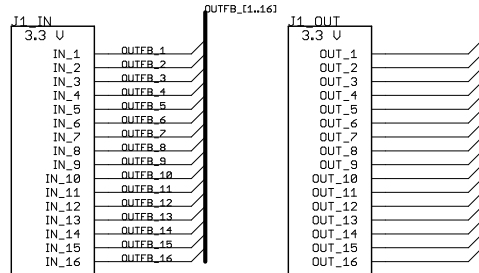 OUTFB_[1..16]
J1_IN
3.3 V
IN_1 OUTFB_1
IN_2 OUTFB_2
IN_3 OUTFB_3
IN_4 OUTFB_4
IN_5 OUTFB_5
IN_6 OUTFB_6
IN_7 OUTFB_7
IN_8 OUTFB_8
IN_9 OUTFB_9
IN_10 OUTFB_10
IN_11 OUTFB_11
IN_12 OUTFB_12
IN_13 OUTFB_13
IN_14 OUTFB_14
IN_15 OUTFB_15
IN_16 OUTFB_16
J1_OUT
3.3 V
OUT_1
OUT_2
OUT_3
OUT_4
OUT_5
OUT_6
OUT_7
OUT_8
OUT_9
OUT_10
OUT_11
OUT_12
OUT_13
OUT_14
OUT_15
OUT_16